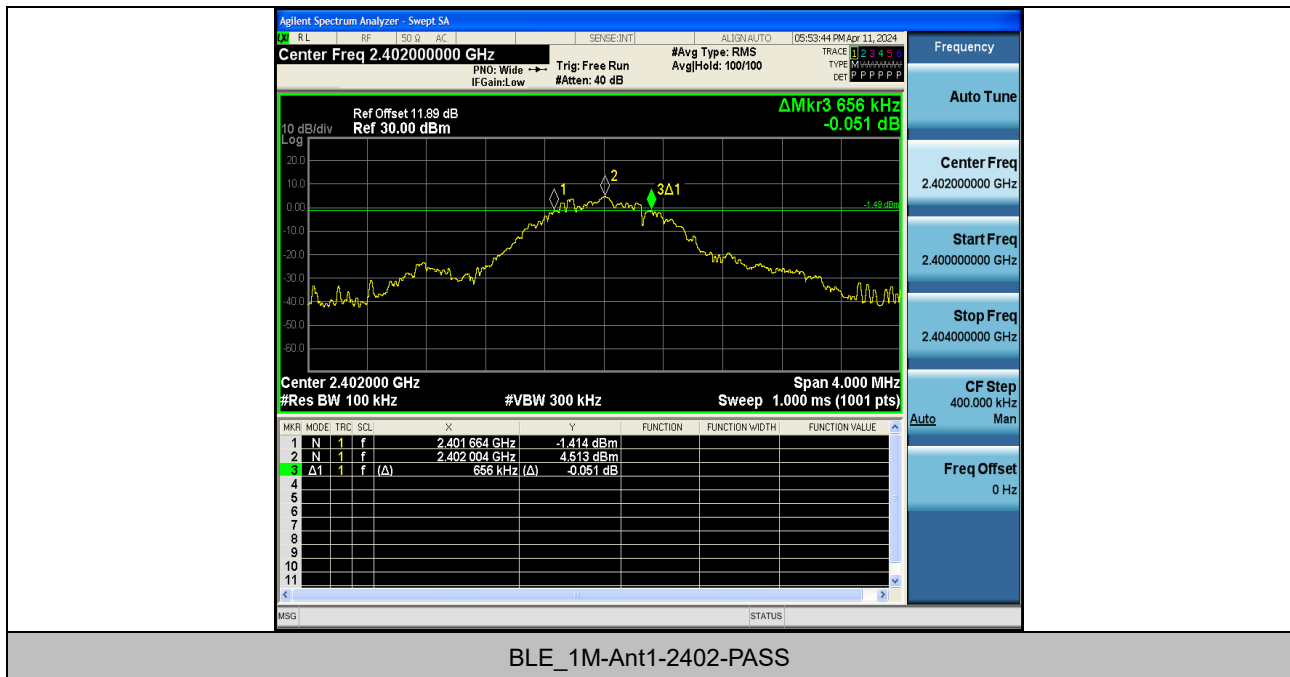 Agilent Spectrum Analyzer - Swept SA
LXI RL RF 50 Ω AC SENSE:INT ALIGN AUTO 05:53:44 PM Apr 11, 2024
Center Freq 2.402000000 GHz
PNO: Wide
IFGain:Low
Trig: Free Run
#Atten: 40 dB
#Avg Type: RMS
Avg|Hold: 100/100
TRACE 1 2 3 4 5 6
TYPE M
DET P P P P P P
Frequency
Auto Tune
Center Freq
2.402000000 GHz
Start Freq
2.400000000 GHz
Stop Freq
2.404000000 GHz
CF Step
400.000 kHz
Auto Man
Freq Offset
0 Hz
ΔMkr3 656 kHz
-0.051 dB
Ref Offset 11.89 dB
10 dB/div Ref 30.00 dBm
Log
20.0
10.0
0.00
-10.0
-20.0
-30.0
-40.0
-50.0
-60.0
1
2
3Δ1
-1.49 dBm
Center 2.402000 GHz Span 4.000 MHz
#Res BW 100 kHz #VBW 300 kHz Sweep 1.000 ms (1001 pts)
MKR MODE TRC SCL X Y FUNCTION FUNCTION WIDTH FUNCTION VALUE
1 N 1 f 2.401 664 GHz -1.414 dBm
2 N 1 f 2.402 004 GHz 4.513 dBm
3 Δ1 1 f (Δ) 656 kHz (Δ) -0.051 dB
4
5
6
7
8
9
10
11
MSG STATUS
BLE_1M-Ant1-2402-PASS